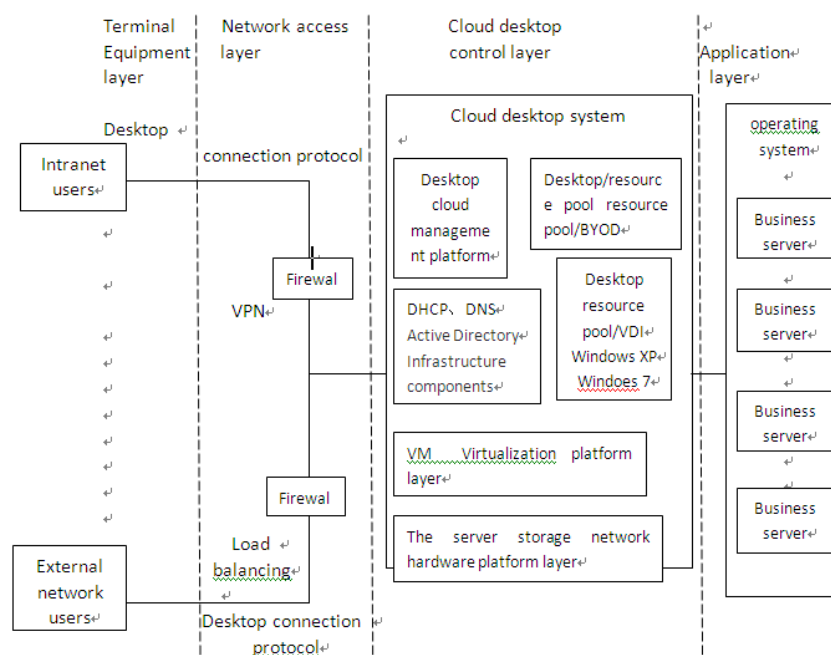 Terminal
Equipment
layer
Network access
layer
Cloud desktop
control layer
Application
layer
Desktop
connection protocol
Intranet
users
Firewal
VPN
Firewal
Load
balancing
External
network
users
Desktop connection
protocol
Cloud desktop system
Desktop
cloud
manageme
nt platform
Desktop/resourc
e pool resource
pool/BYOD
DHCP、DNS
Active Directory
Infrastructure
components
Desktop
resource
pool/VDI
Windows XP
Windoes 7
VM Virtualization platform
layer
The server storage network
hardware platform layer
operating
system
Business
server
Business
server
Business
server
Business
server